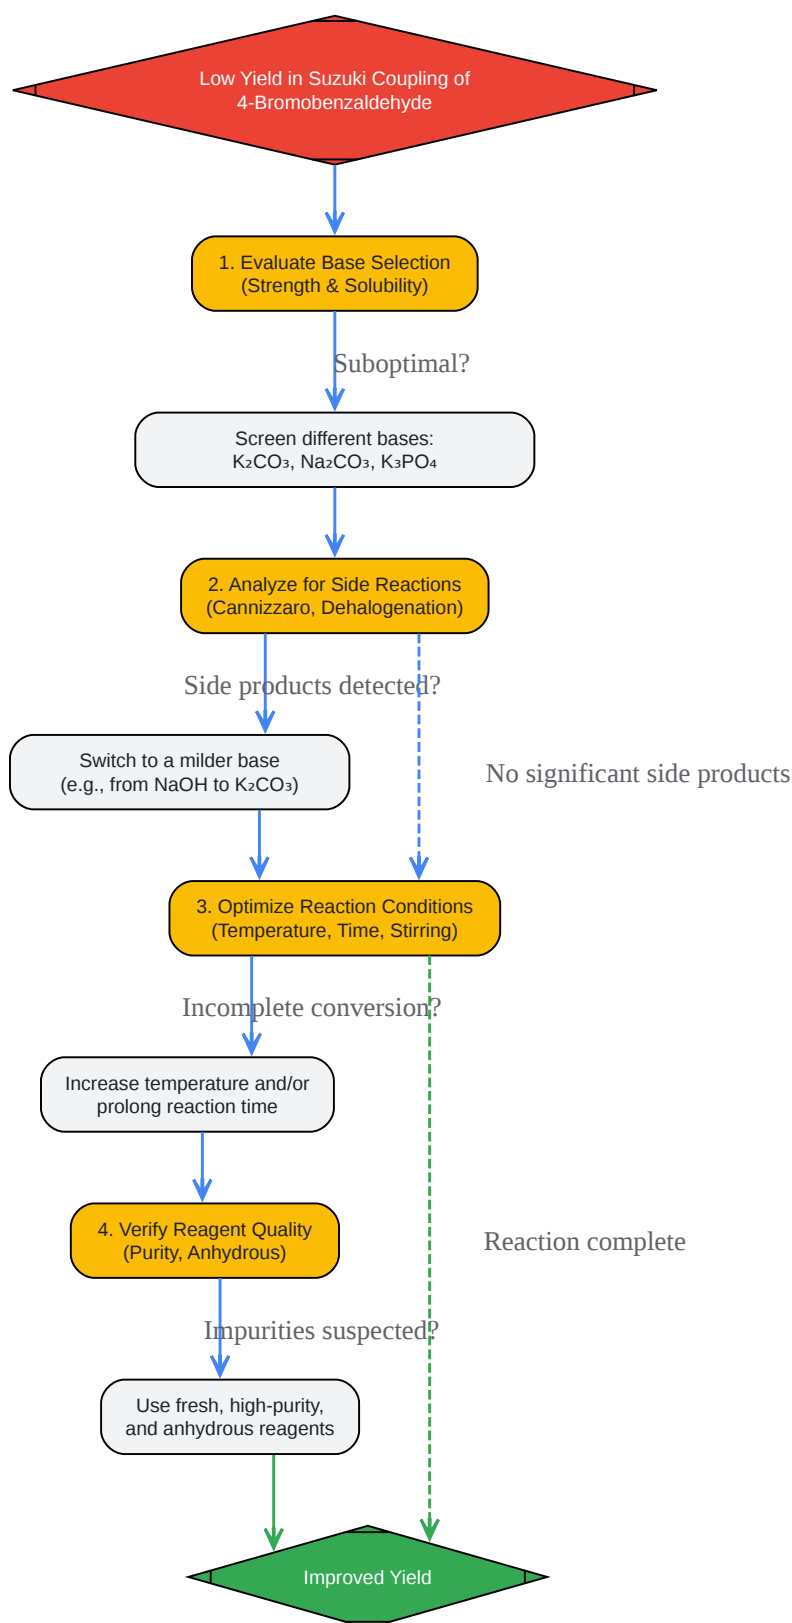 Low Yield in Suzuki Coupling of
4-Bromobenzaldehyde
1. Evaluate Base Selection
(Strength & Solubility)
Suboptimal?
Screen different bases:
K₂CO₃, Na₂CO₃, K₃PO₄
2. Analyze for Side Reactions
(Cannizzaro, Dehalogenation)
Side products detected?
Switch to a milder base
(e.g., from NaOH to K₂CO₃)
No significant side products
3. Optimize Reaction Conditions
(Temperature, Time, Stirring)
Incomplete conversion?
Increase temperature and/or
prolong reaction time
4. Verify Reagent Quality
(Purity, Anhydrous)
Reaction complete
Impurities suspected?
Use fresh, high-purity,
and anhydrous reagents
Improved Yield